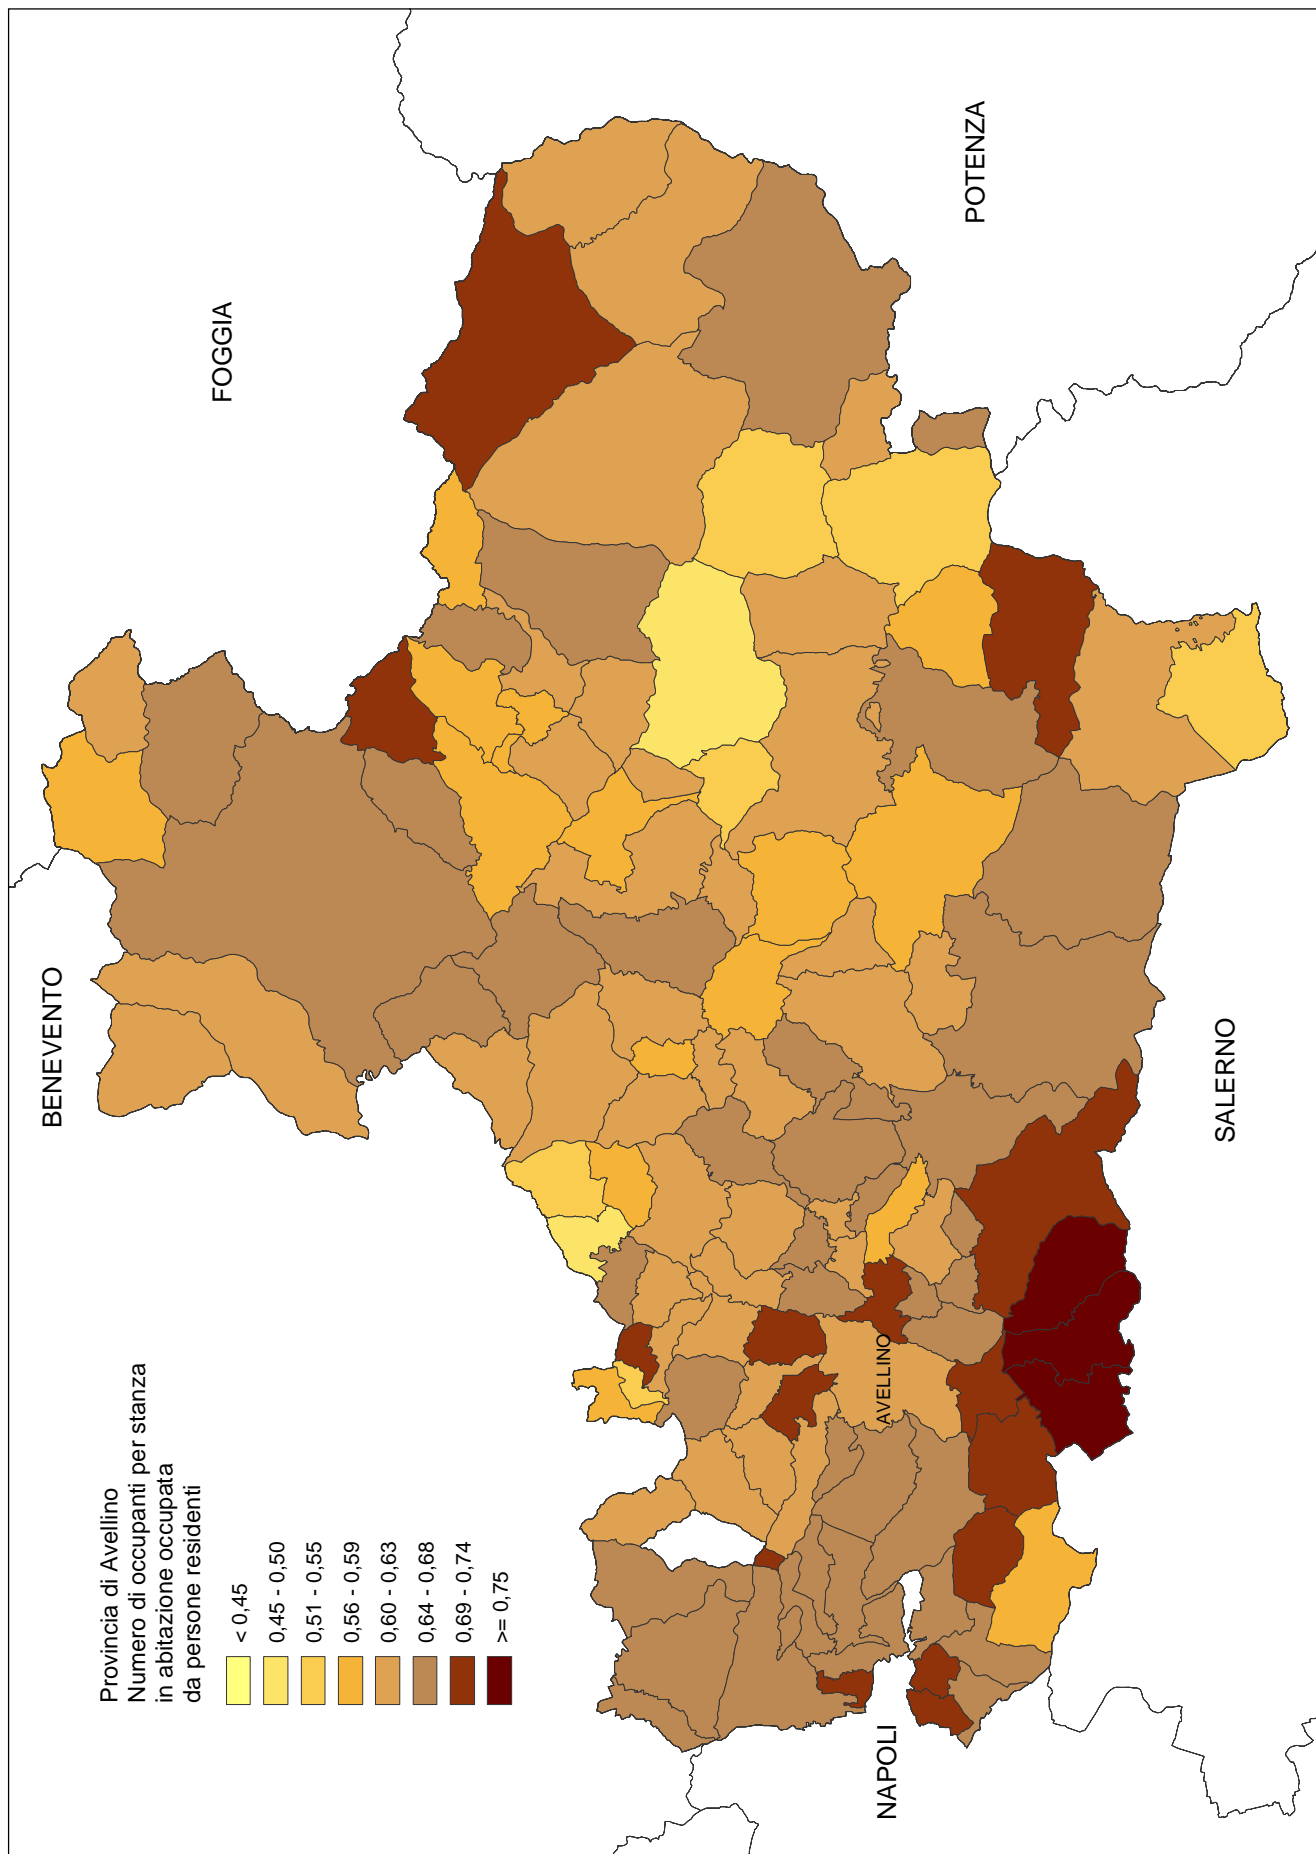 Provincia di Avellino
Numero di occupanti per stanza
in abitazione occupata
da persone residenti
< 0,45
0,45 - 0,50
0,51 - 0,55
0,56 - 0,59
0,60 - 0,63
0,64 - 0,68
0,69 - 0,74
>= 0,75
BENEVENTO
FOGGIA
POTENZA
AVELLINO
NAPOLI
SALERNO